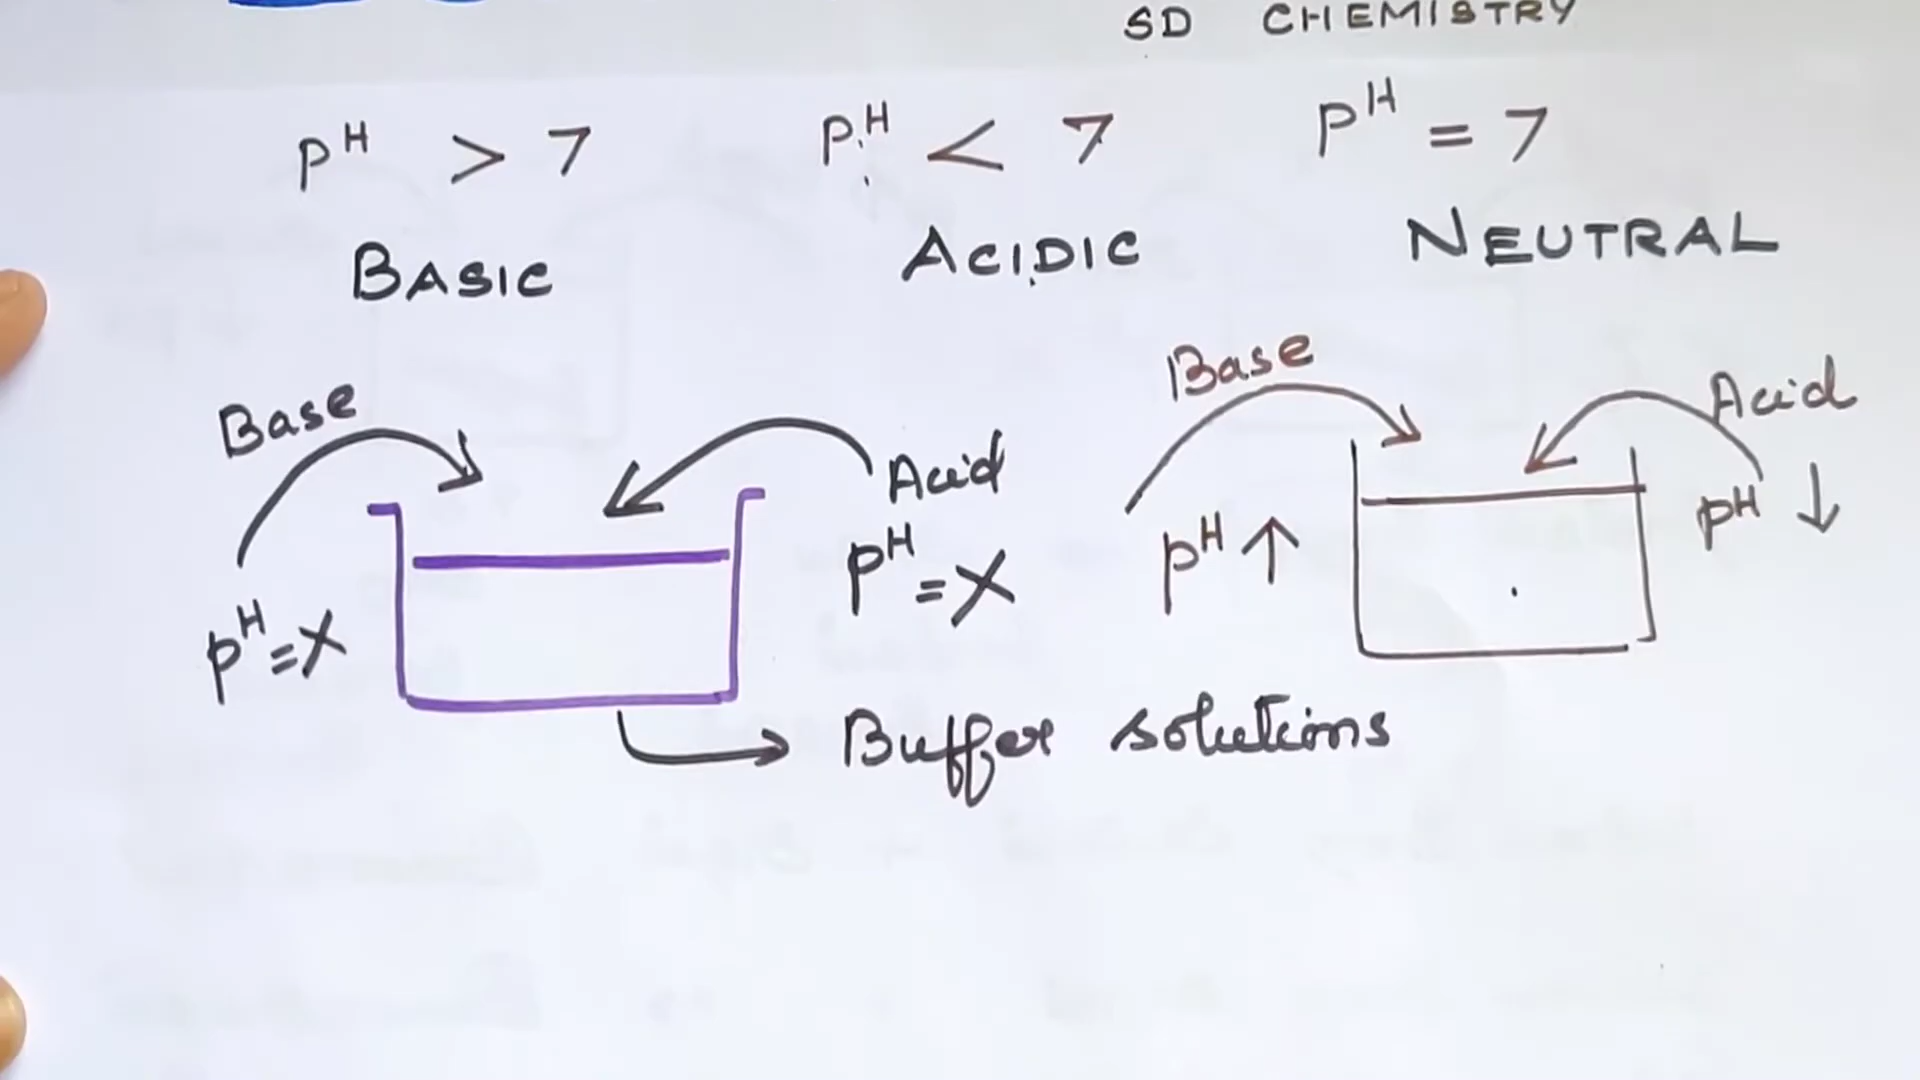 SD CHEMISTRY
pH > 7
pH < 7
pH = 7
BASIC
ACIDIC
NEUTRAL
Base
Acid
pH = X
pH = X
Base
Acid
pH ↑
pH ↓
Buffer solutions